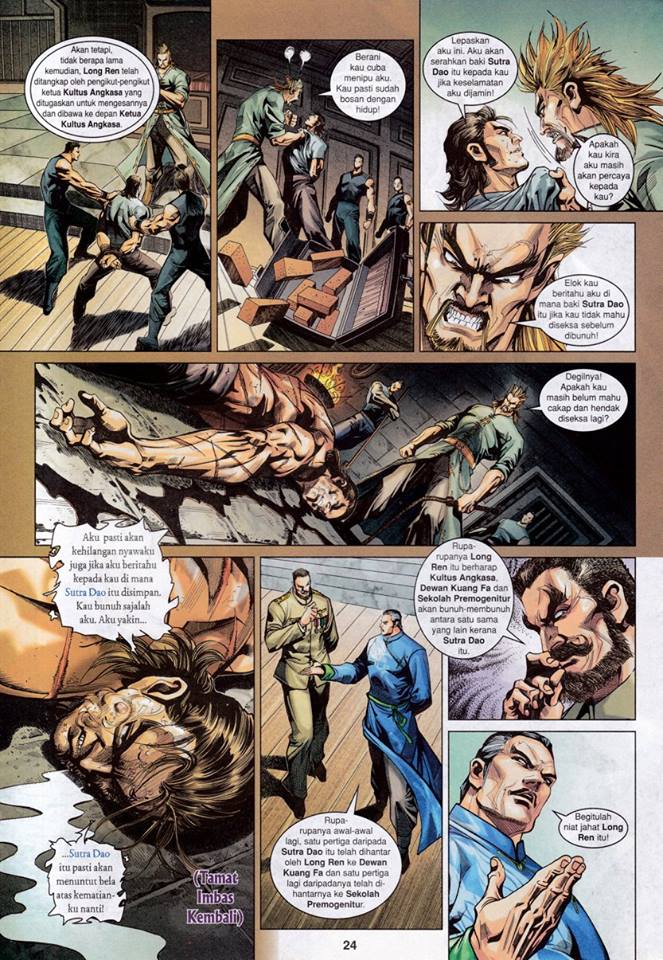 Akan tetapi,
tidak berapa lama
kemudian, Long Ren telah
ditangkap oleh pengikut-pengikut
ketua Kultus Angkasa yang
ditugaskan untuk mengesannya
dan dibawa ke depan Ketua
Kultus Angkasa.
Berani
kau cuba
menipu aku.
Kau pasti sudah
bosan dengan
hidup!
Lepaskan
aku ini. Aku akan
serahkan baki Sutra
Dao itu kepada kau
jika keselamatan
aku dijamin!
Apakah
kau kira
aku masih
akan percaya
kepada
kau?
Elok kau
beritahu aku di
mana baki Sutra Dao
itu jika kau tidak mahu
diseksa sebelum
dibunuh!
Degilnya!
Apakah kau
masih belum mahu
cakap dan hendak
diseksa lagi?
Aku pasti akan
kehilangan nyawaku
juga jika aku beritahu
kepada kau di mana
Sutra Dao itu disimpan.
Kau bunuh sajalah
aku. Aku yakin...
...Sutra Dao
itu pasti akan
menuntut bela
atas kematian-
ku nanti!
(Tamat
Imbas
Kembali)
Rupa-
rupanya awal-awal
lagi, satu pertiga daripada
Sutra Dao itu telah dihantar
oleh Long Ren ke Dewan
Kuang Fa dan satu pertiga
lagi daripadanya telah di-
hantarnya ke Sekolah
Premogenitur.
Rupa-
rupanya Long
Ren itu berharap
Kultus Angkasa,
Dewan Kuang Fa dan
Sekolah Premogenitur
akan bunuh-membunuh
antara satu sama
yang lain kerana
Sutra Dao
itu.
Begitulah
niat jahat Long
Ren itu!
24